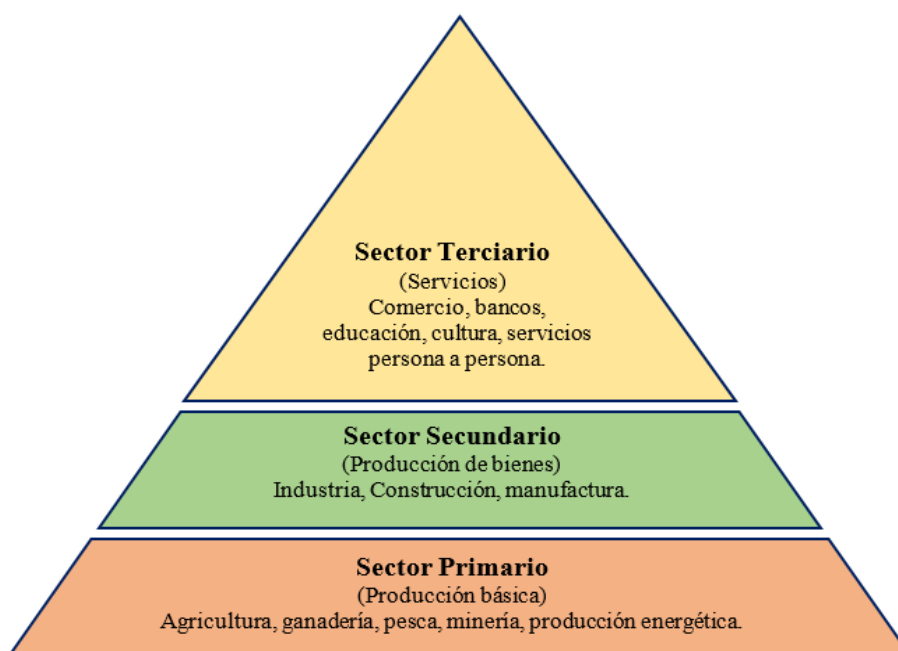 Sector Terciario
(Servicios)
Comercio, bancos,
educación, cultura, servicios
persona a persona.
Sector Secundario
(Producción de bienes)
Industria, Construcción, manufactura.
Sector Primario
(Producción básica)
Agricultura, ganadería, pesca, minería, producción energética.